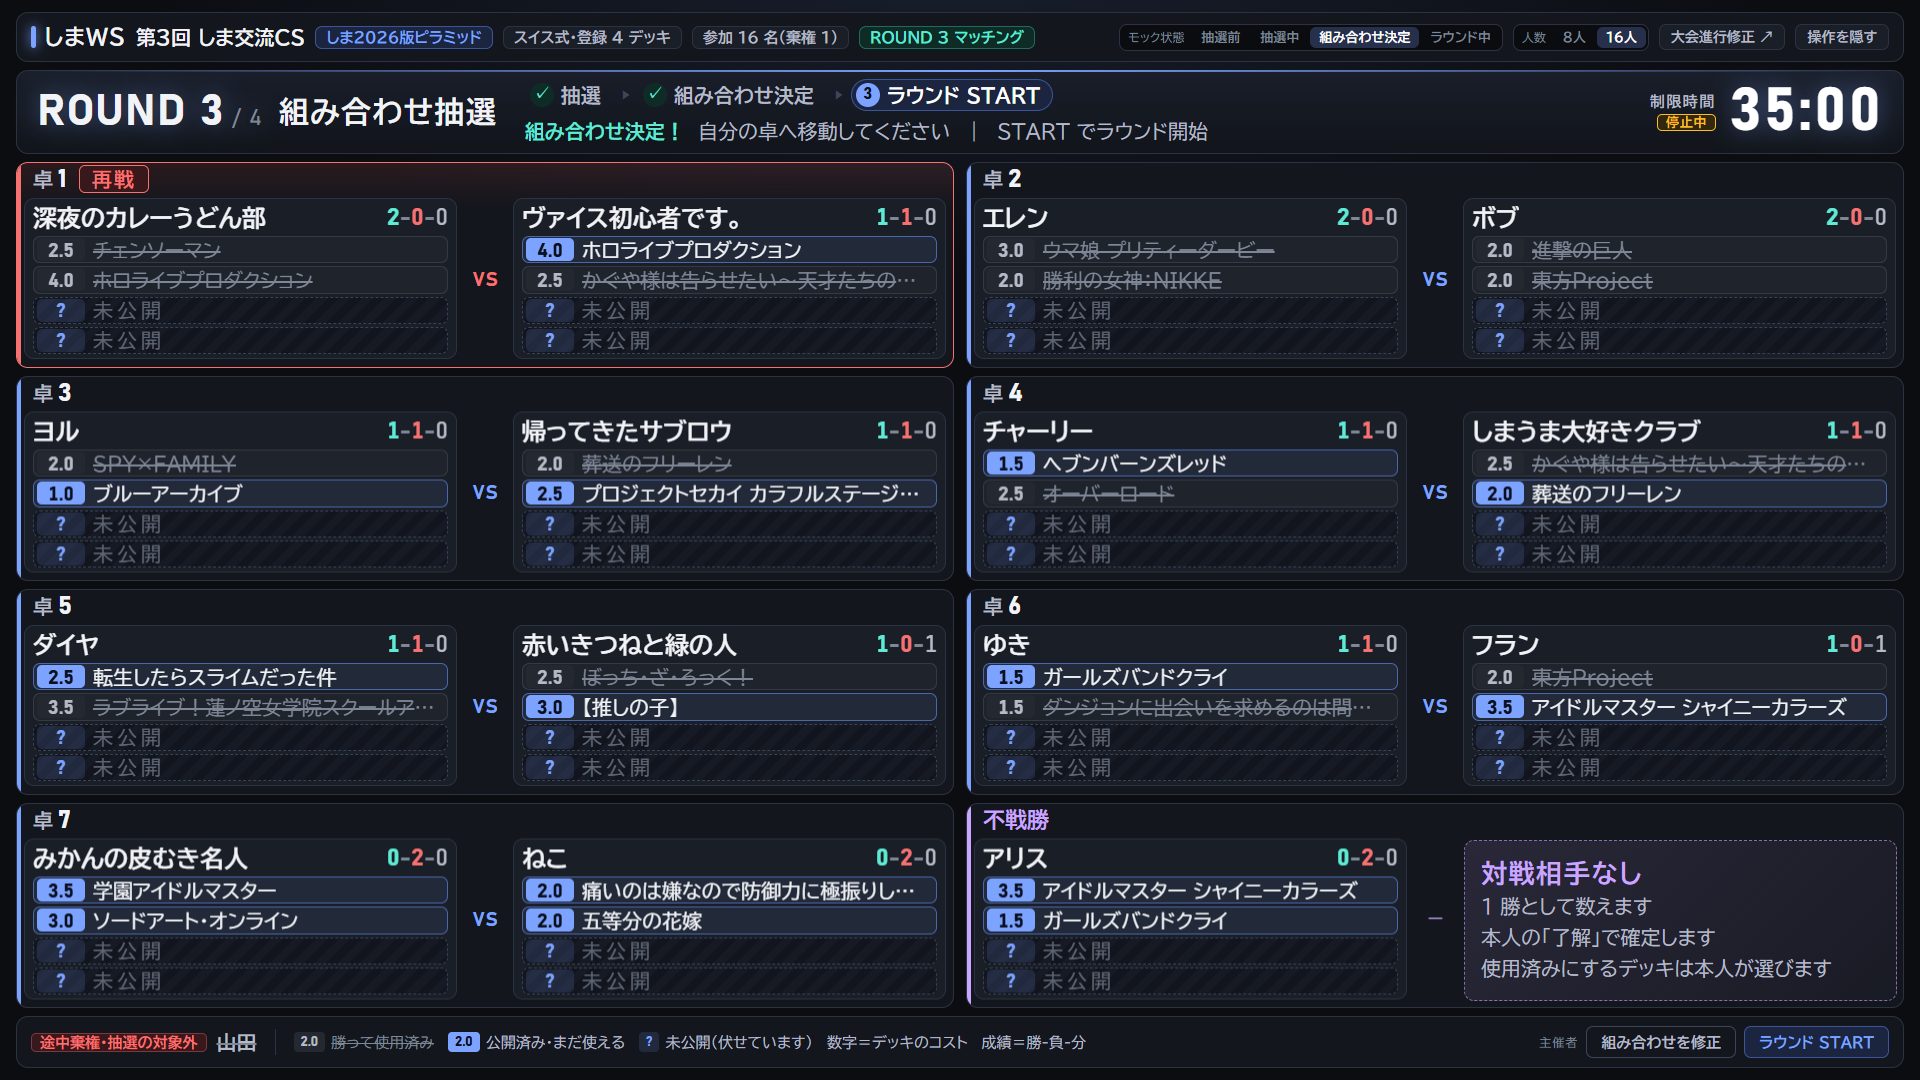 しまWS 第3回 しま交流CS しま2026版ピラミッド スイス式・登録 4 デッキ 参加 16 名(棄権 1) ROUND 3 マッチング モック状態 抽選前 抽選中 組み合わせ決定 ラウンド中 人数 8人 16人 大会進行修正 ↗ 操作を隠す
ROUND 3 / 4 組み合わせ抽選
✓ 抽選 ▸ ✓ 組み合わせ決定 ▸ 3 ラウンド START
組み合わせ決定！ 自分の卓へ移動してください ｜ START でラウンド開始
制限時間 停止中 35:00
卓 1 再戦
深夜のカレーうどん部 2-0-0
2.5 チェンソーマン
4.0 ホロライブプロダクション
? 未公開
? 未公開
VS
ヴァイス初心者です。 1-1-0
4.0 ホロライブプロダクション
2.5 かぐや様は告らせたい～天才たちの…
? 未公開
? 未公開
卓 2
エレン 2-0-0
3.0 ウマ娘 プリティーダービー
2.0 勝利の女神：NIKKE
? 未公開
? 未公開
VS
ボブ 2-0-0
2.0 進撃の巨人
2.0 東方Project
? 未公開
? 未公開
卓 3
ヨル 1-1-0
2.0 SPY×FAMILY
1.0 ブルーアーカイブ
? 未公開
? 未公開
VS
帰ってきたサブロウ 1-1-0
2.0 葬送のフリーレン
2.5 プロジェクトセカイ カラフルステージ…
? 未公開
? 未公開
卓 4
チャーリー 1-1-0
1.5 ヘブンバーンズレッド
2.5 オーバーロード
? 未公開
? 未公開
VS
しまうま大好きクラブ 1-1-0
2.5 かぐや様は告らせたい～天才たちの…
2.0 葬送のフリーレン
? 未公開
? 未公開
卓 5
ダイヤ 1-1-0
2.5 転生したらスライムだった件
3.5 ラブライブ！蓮ノ空女学院スクールア…
? 未公開
? 未公開
VS
赤いきつねと緑の人 1-0-1
2.5 ぼっち・ざ・ろっく！
3.0 【推しの子】
? 未公開
? 未公開
卓 6
ゆき 1-1-0
1.5 ガールズバンドクライ
1.5 ダンジョンに出会いを求めるのは間…
? 未公開
? 未公開
VS
フラン 1-0-1
2.0 東方Project
3.5 アイドルマスター シャイニーカラーズ
? 未公開
? 未公開
卓 7
みかんの皮むき名人 0-2-0
3.5 学園アイドルマスター
3.0 ソードアート・オンライン
? 未公開
? 未公開
VS
ねこ 0-2-0
2.0 痛いのは嫌なので防御力に極振りし…
2.0 五等分の花嫁
? 未公開
? 未公開
不戦勝
アリス 0-2-0
3.5 アイドルマスター シャイニーカラーズ
1.5 ガールズバンドクライ
? 未公開
? 未公開
–
対戦相手なし
1 勝として数えます
本人の「了解」で確定します
使用済みにするデッキは本人が選びます
途中棄権・抽選の対象外 山田 2.0 勝って使用済み 2.0 公開済み・まだ使える ? 未公開(伏せています) 数字＝デッキのコスト 成績＝勝-負-分 主催者 組み合わせを修正 ラウンド START